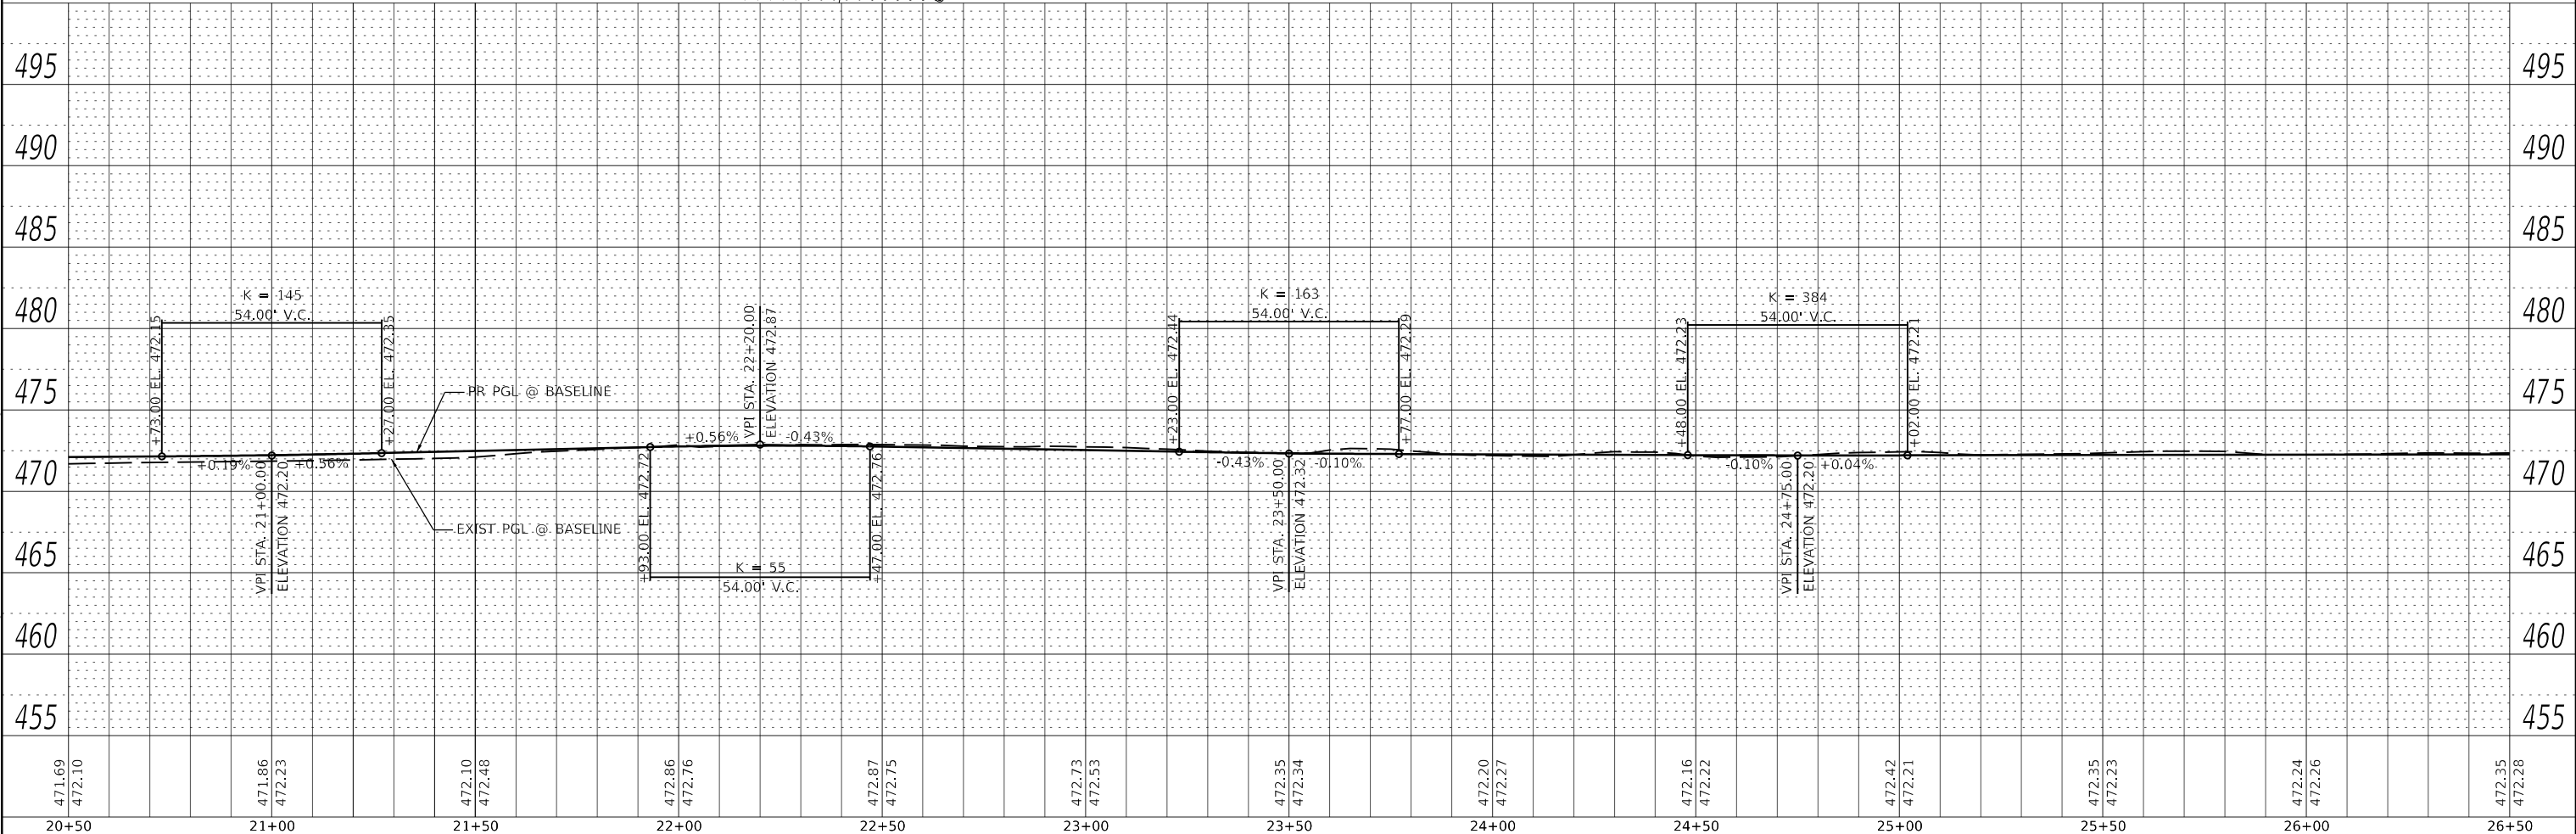 495 495
490 490
485 485
480 480
475 475
470 470
465 465
460 460
455 455
K = 145
54.00' V.C.
+73.00 EL. 472.15
+27.00 EL. 472.35
+0.19%
+0.56%
VPI STA. 21+00.00
ELEVATION 472.20
PR PGL @ BASELINE
EXIST PGL @ BASELINE
VPI STA. 22+20.00
ELEVATION 472.87
+0.56%
-0.43%
+93.00 EL. 472.72
+47.00 EL. 472.76
K = 55
54.00' V.C.
K = 163
54.00' V.C.
+23.00 EL. 472.44
+77.00 EL. 472.29
-0.43%
-0.10%
VPI STA. 23+50.00
ELEVATION 472.32
K = 384
54.00' V.C.
+48.00 EL. 472.23
+02.00 EL. 472.21
-0.10%
+0.04%
VPI STA. 24+75.00
ELEVATION 472.20
471.69
472.10
471.86
472.23
472.10
472.48
472.86
472.76
472.87
472.75
472.73
472.53
472.35
472.34
472.20
472.27
472.16
472.22
472.42
472.21
472.35
472.23
472.24
472.26
472.35
472.28
20+50 21+00 21+50 22+00 22+50 23+00 23+50 24+00 24+50 25+00 25+50 26+00 26+50